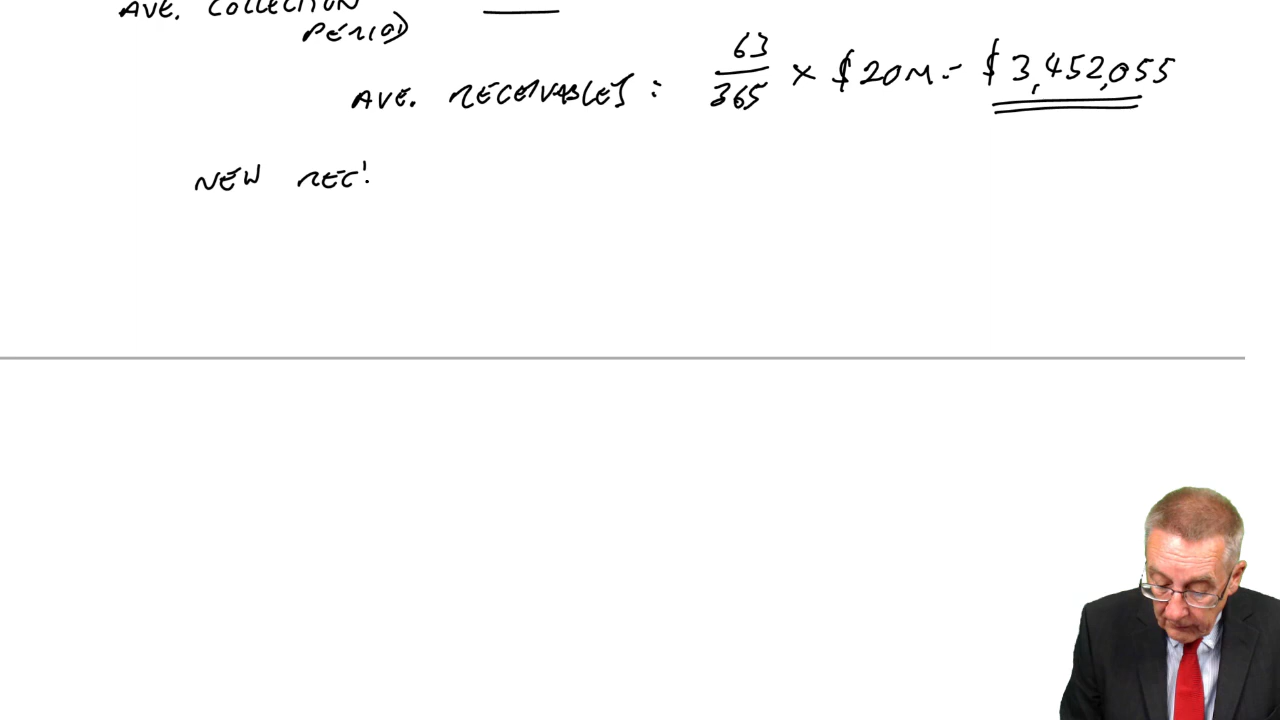 AVE. COLLECTION
PERIOD
AVE. RECEIVABLES : 63/365 × $20M = $3,452,055
NEW REC!